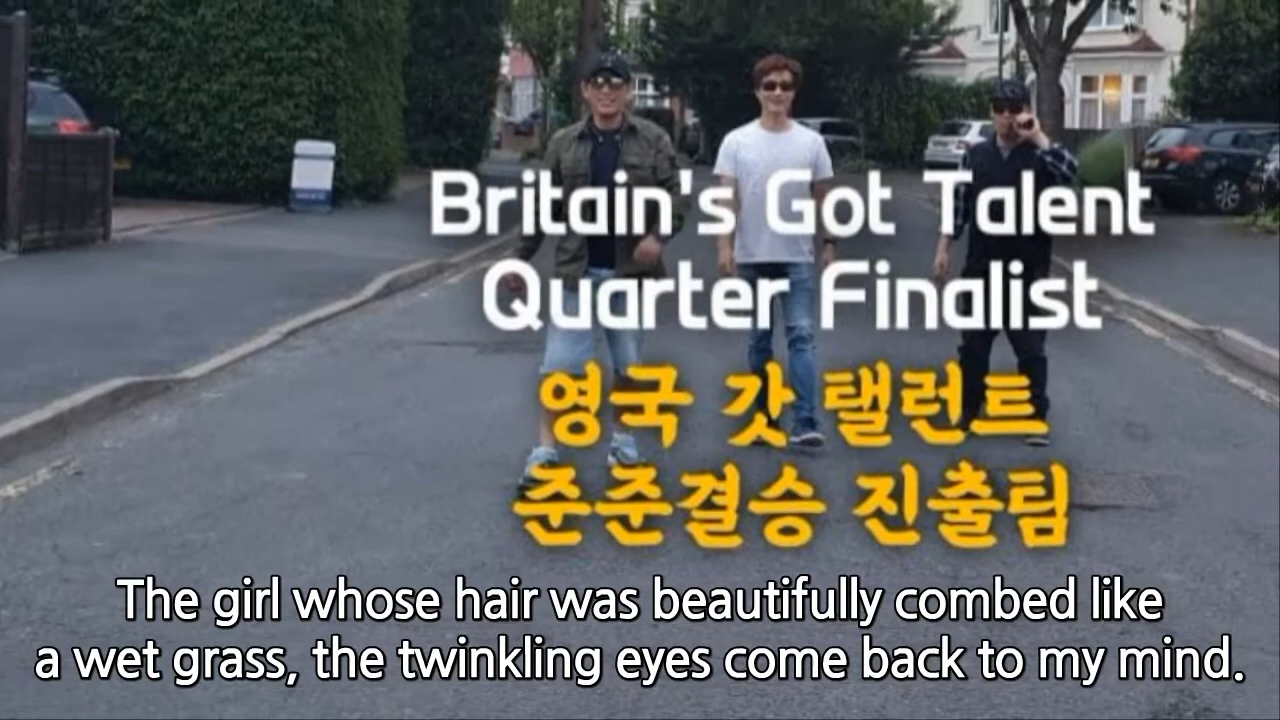 Britain's Got Talent
Quarter Finalist
영국 갓 탤런트
준준결승 진출팀
The girl whose hair was beautifully combed like
a wet grass, the twinkling eyes come back to my mind.